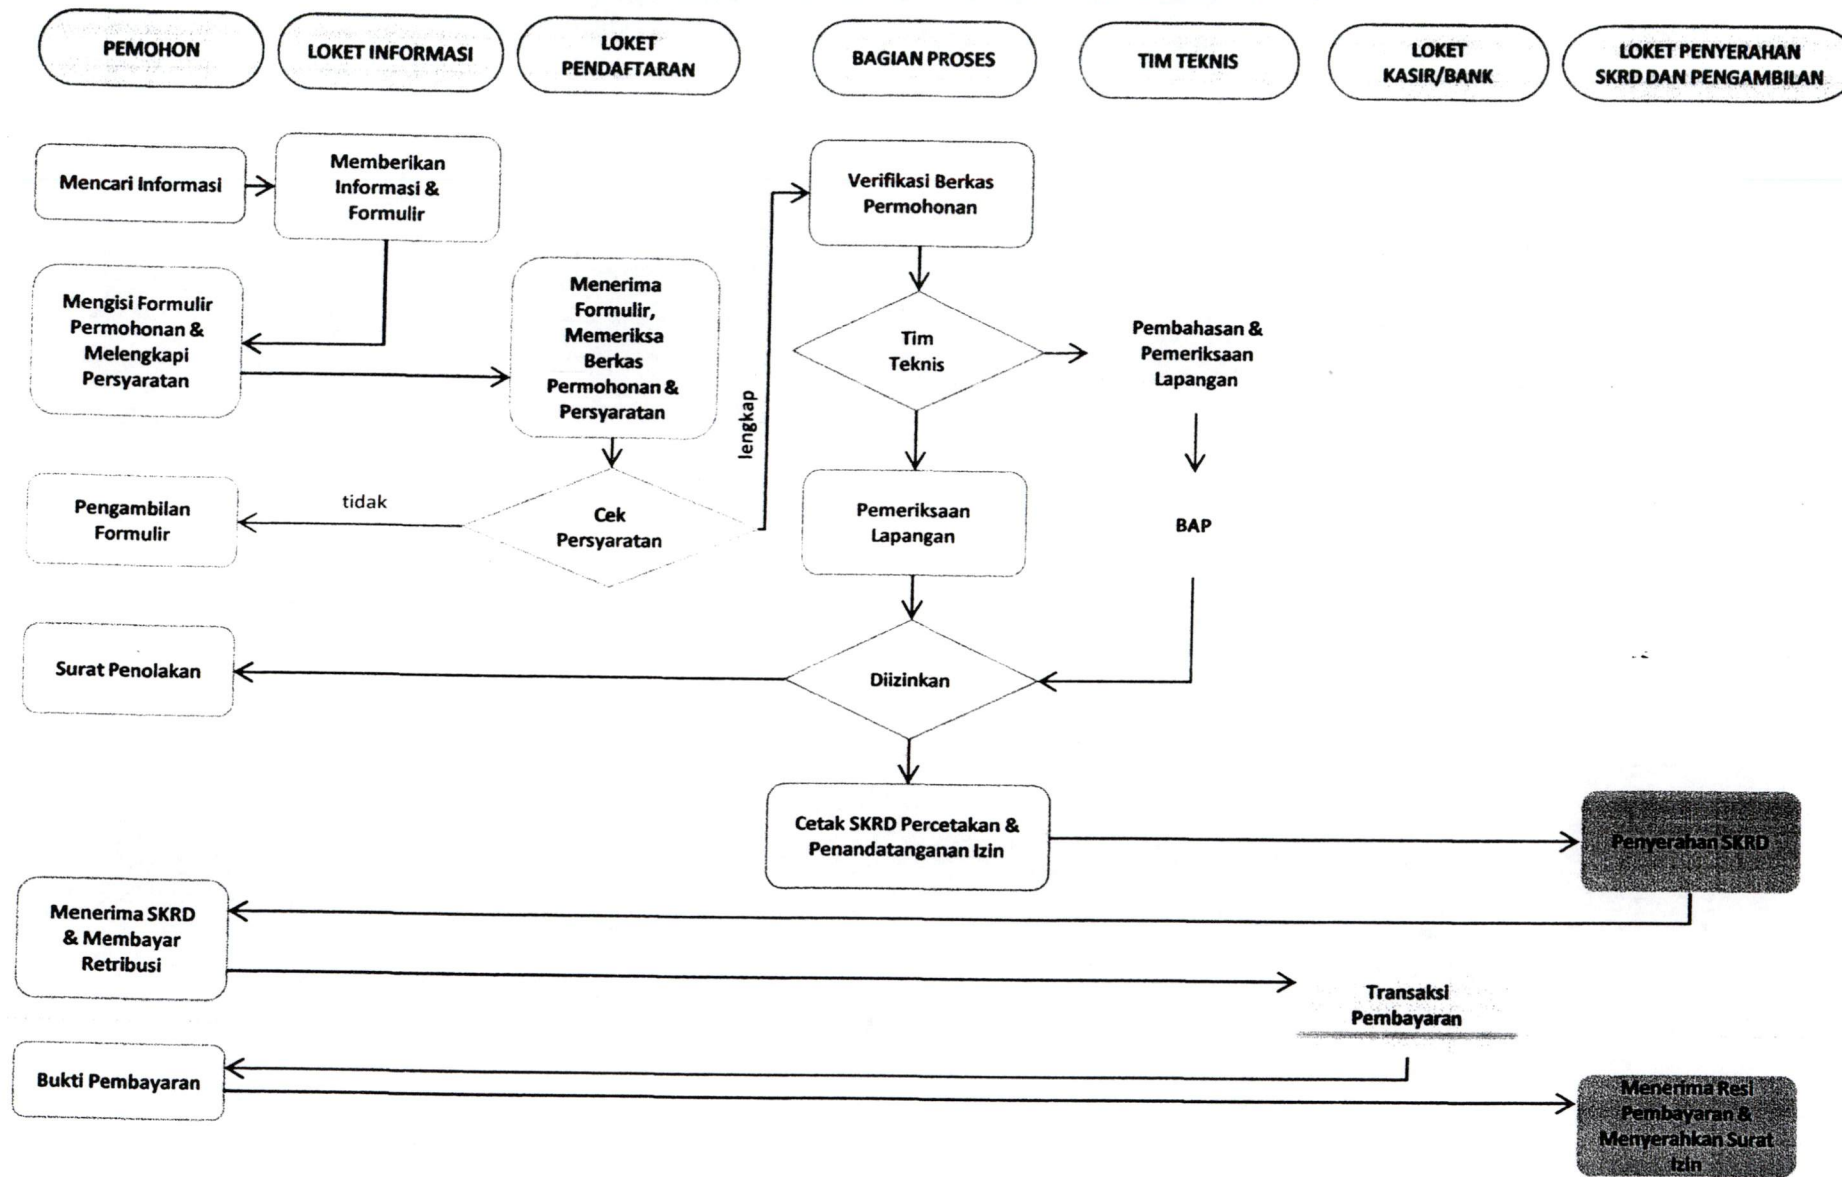 PEMOHON
LOKET INFORMASI
LOKET
PENDAFTARAN
BAGIAN PROSES
TIM TEKNIS
LOKET
KASIR/BANK
LOKET PENYERAHAN
SKRD DAN PENGAMBILAN
Mencari Informasi
Memberikan
Informasi &
Formulir
Verifikasi Berkas
Permohonan
Mengisi Formulir
Permohonan &
Melengkapi
Persyaratan
Menerima
Formulir,
Memeriksa
Berkas
Permohonan &
Persyaratan
lengkap
Tim
Teknis
Pembahasan &
Pemeriksaan
Lapangan
Pengambilan
Formulir
tidak
Cek
Persyaratan
Pemeriksaan
Lapangan
BAP
Surat Penolakan
Diizinkan
Cetak SKRD Percetakan &
Penandatanganan Izin
Penyerahan SKRD
Menerima SKRD
& Membayar
Retribusi
Transaksi
Pembayaran
Bukti Pembayaran
Menerima Resi
Pembayaran &
Menyerahkan Surat
Izin